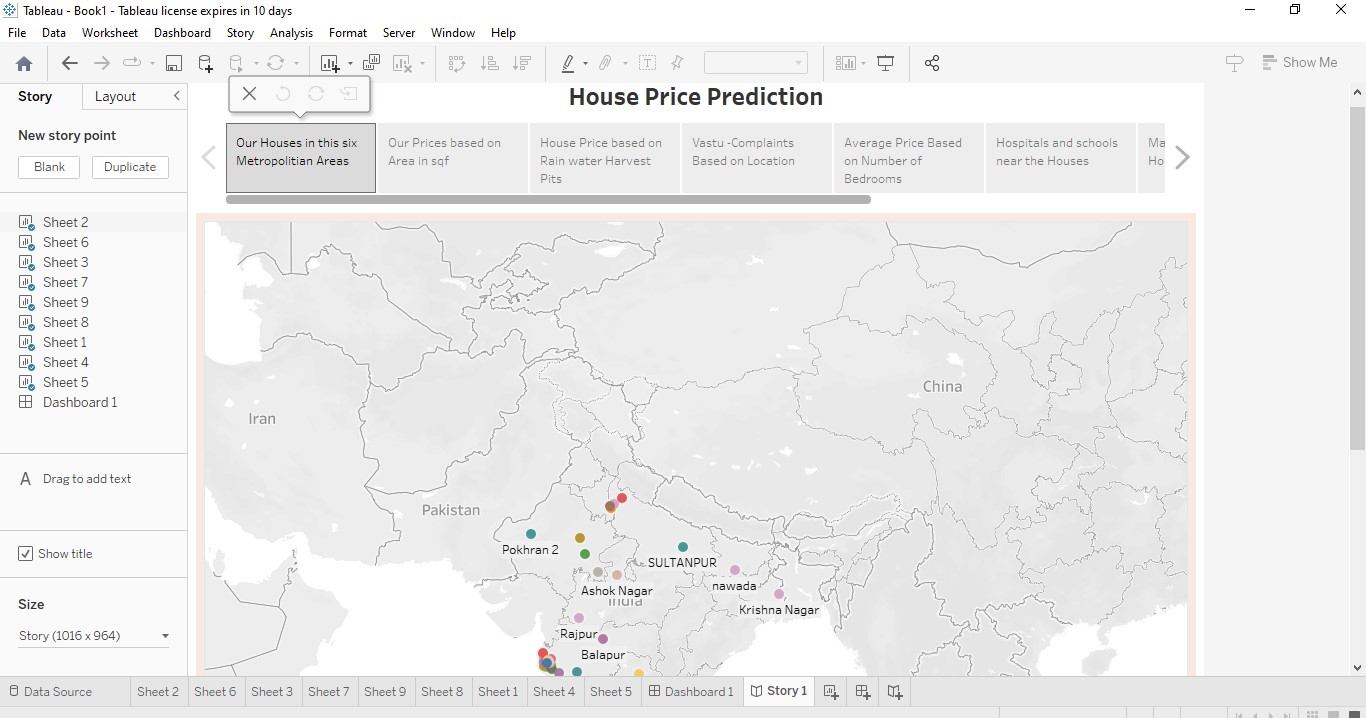 Tableau - Book1 - Tableau license expires in 10 days
File Data Worksheet Dashboard Story Analysis Format Server Window Help
Show Me
Story Layout
New story point
Blank Duplicate
Sheet 2
Sheet 6
Sheet 3
Sheet 7
Sheet 9
Sheet 8
Sheet 1
Sheet 4
Sheet 5
Dashboard 1
A Drag to add text
Show title
Size
Story (1016 x 964)
House Price Prediction
Our Houses in this six
Metropolitian Areas
Our Prices based on
Area in sqf
House Price based on
Rain water Harvest
Pits
Vastu -Complaints
Based on Location
Average Price Based
on Number of
Bedrooms
Hospitals and schools
near the Houses
Ma
Ho
China
Iran
Pakistan
Pokhran 2
SULTANPUR
nawada
Ashok Nagar
India
Krishna Nagar
Rajpur
Balapur
Data Source Sheet 2 Sheet 6 Sheet 3 Sheet 7 Sheet 9 Sheet 8 Sheet 1 Sheet 4 Sheet 5 Dashboard 1 Story 1